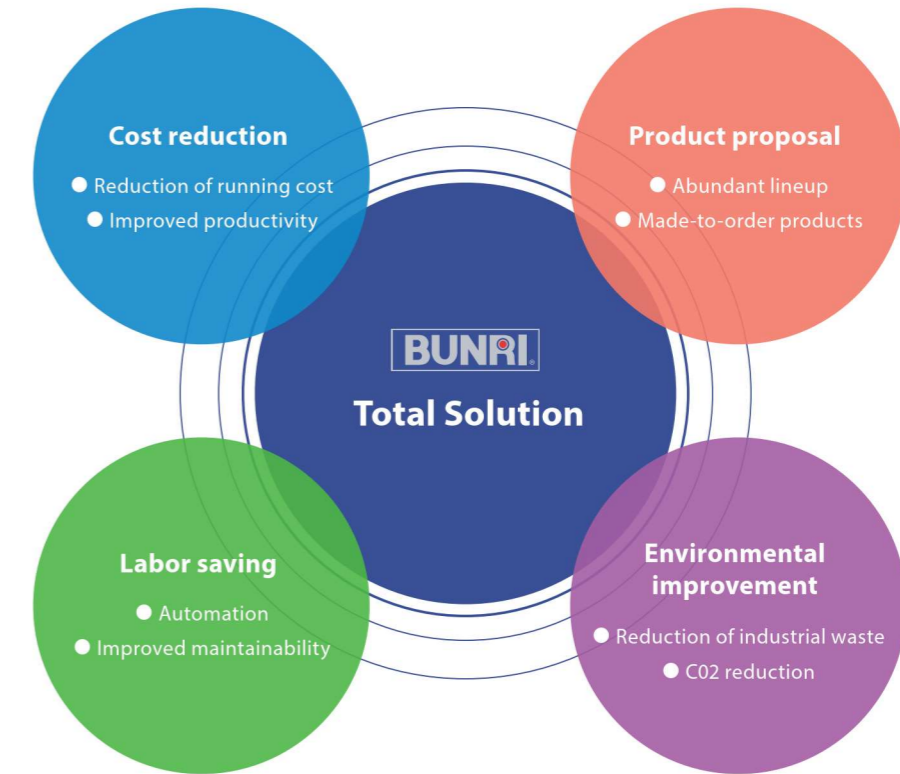 Cost reduction
● Reduction of running cost
● Improved productivity
Product proposal
● Abundant lineup
● Made-to-order products
BUNRI®
Total Solution
Labor saving
● Automation
● Improved maintainability
Environmental
improvement
● Reduction of industrial waste
● C02 reduction